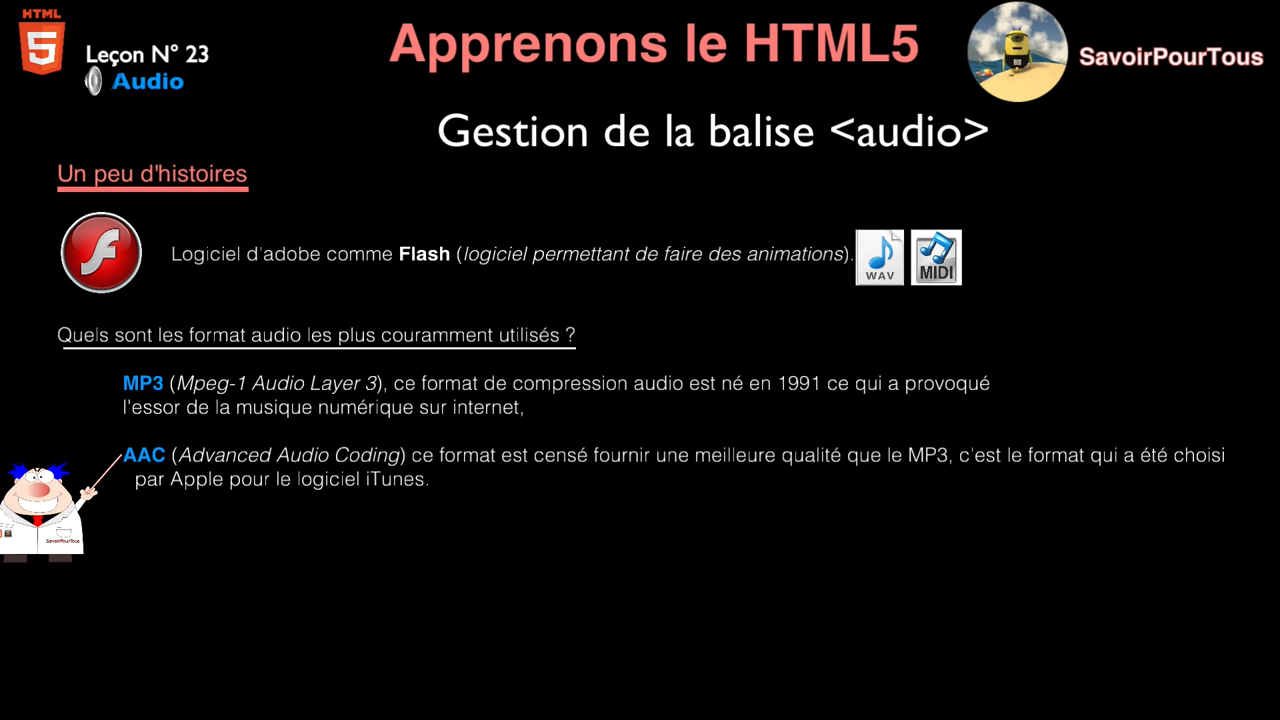 HTML
5
Leçon N° 23
Audio
Apprenons le HTML5
SavoirPourTous
Gestion de la balise <audio>
Un peu d'histoires
Logiciel d'adobe comme Flash (logiciel permettant de faire des animations).
WAV
MIDI
Quels sont les format audio les plus couramment utilisés ?
MP3 (Mpeg-1 Audio Layer 3), ce format de compression audio est né en 1991 ce qui a provoqué
l'essor de la musique numérique sur internet,
AAC (Advanced Audio Coding) ce format est censé fournir une meilleure qualité que le MP3, c'est le format qui a été choisi
par Apple pour le logiciel iTunes.
SavoirPourTous